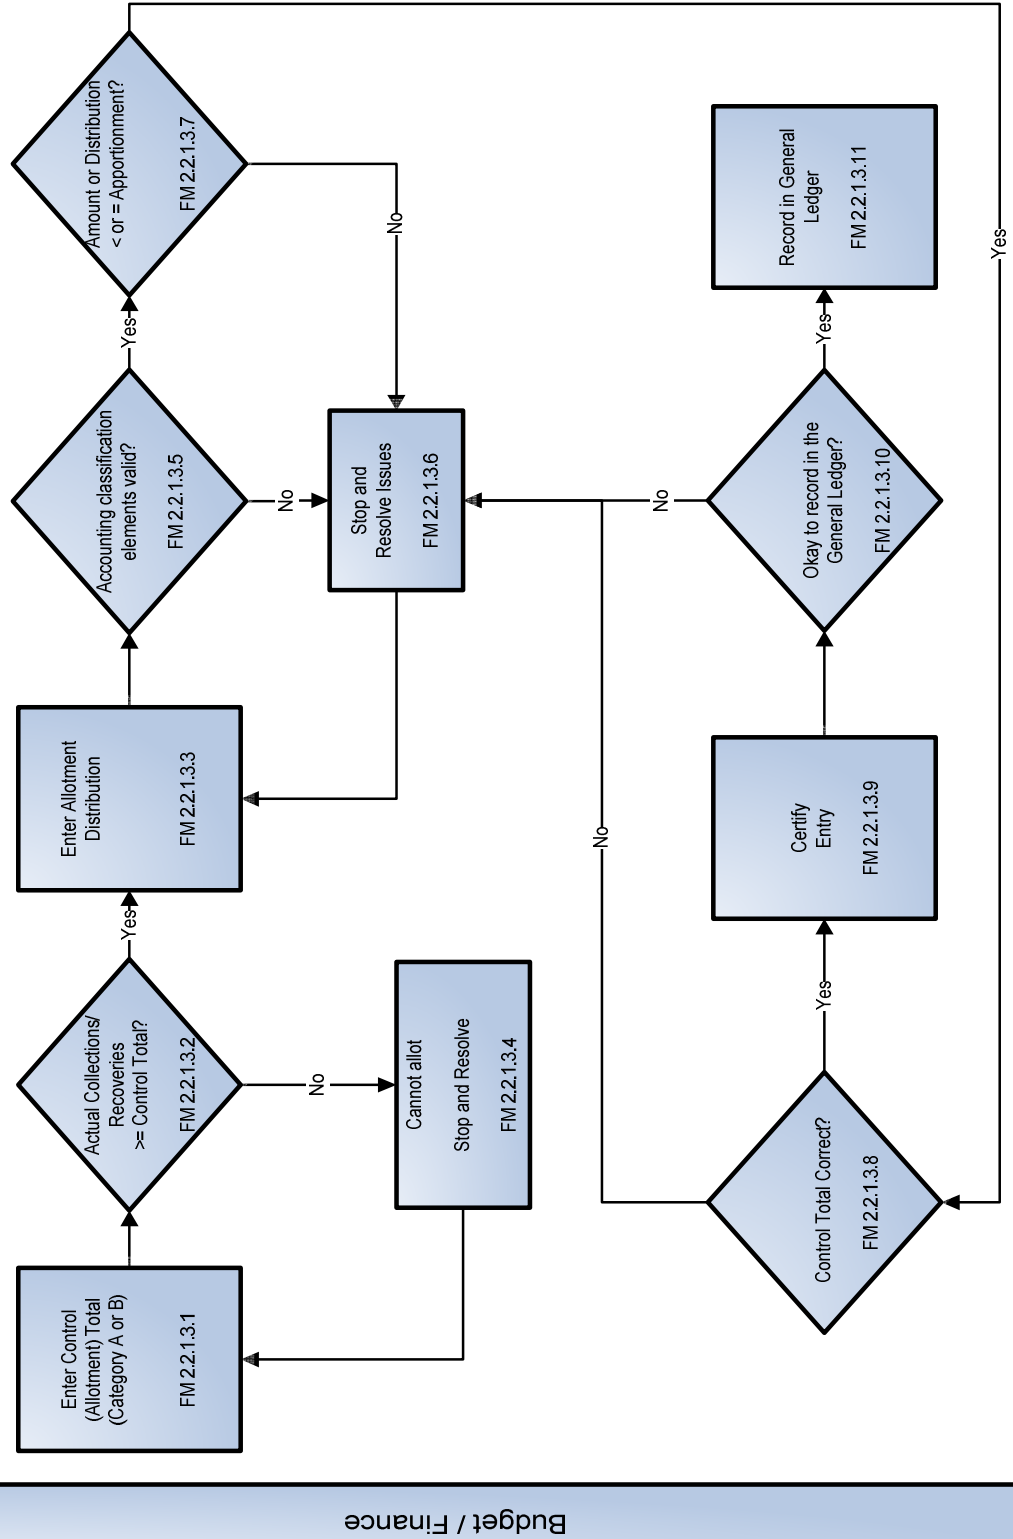 Budget / Finance
Enter Control
(Allotment) Total
(Category A or B)
FM 2.2.1.3.1
Actual Collections/
Recoveries
>= Control Total?
FM 2.2.1.3.2
Yes
No
Cannot allot
Stop and Resolve
FM 2.2.1.3.4
Enter Allotment
Distribution
FM 2.2.1.3.3
Accounting classification
elements valid?
FM 2.2.1.3.5
Yes
No
Stop and
Resolve Issues
FM 2.2.1.3.6
Amount or Distribution
< or = Apportionment?
FM 2.2.1.3.7
No
Yes
Control Total Correct?
FM 2.2.1.3.8
No
Yes
Certify
Entry
FM 2.2.1.3.9
Okay to record in the
General Ledger?
FM 2.2.1.3.10
No
Yes
Record in General
Ledger
FM 2.2.1.3.11